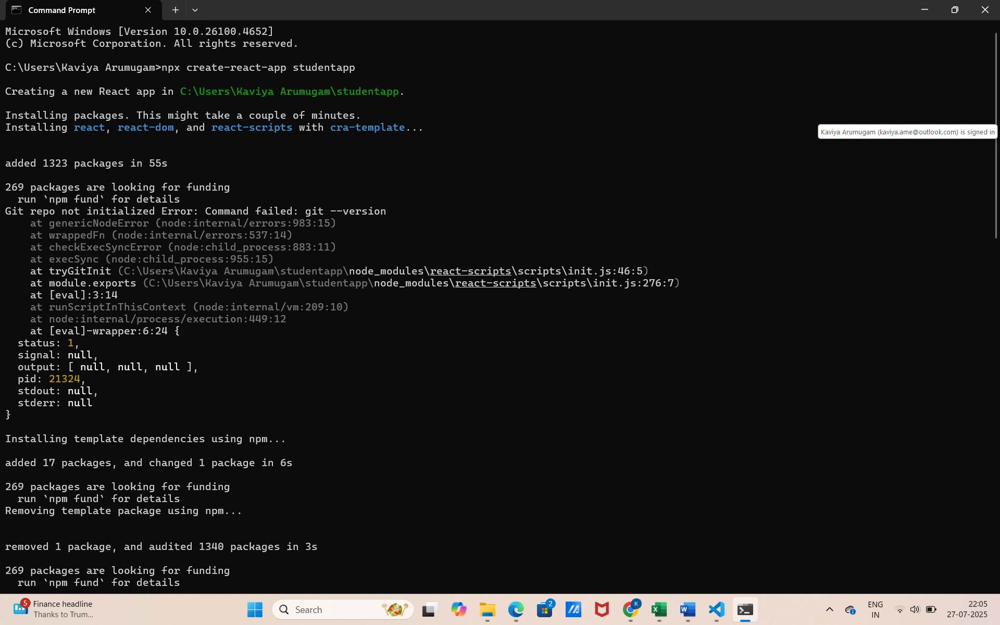 Command Prompt
Microsoft Windows [Version 10.0.26100.4652]
(c) Microsoft Corporation. All rights reserved.
C:\Users\Kaviya Arumugam>npx create-react-app studentapp
Creating a new React app in C:\Users\Kaviya Arumugam\studentapp.
Installing packages. This might take a couple of minutes.
Installing react, react-dom, and react-scripts with cra-template...
Kaviya Arumugam (kaviya.ame@outlook.com) is signed in
added 1323 packages in 55s
269 packages are looking for funding
  run `npm fund` for details
Git repo not initialized Error: Command failed: git --version
    at genericNodeError (node:internal/errors:983:15)
    at wrappedFn (node:internal/errors:537:14)
    at checkExecSyncError (node:child_process:883:11)
    at execSync (node:child_process:955:15)
    at tryGitInit (C:\Users\Kaviya Arumugam\studentapp\node_modules\react-scripts\scripts\init.js:46:5)
    at module.exports (C:\Users\Kaviya Arumugam\studentapp\node_modules\react-scripts\scripts\init.js:276:7)
    at [eval]:3:14
    at runScriptInThisContext (node:internal/vm:209:10)
    at node:internal/process/execution:449:12
    at [eval]-wrapper:6:24 {
  status: 1,
  signal: null,
  output: [ null, null, null ],
  pid: 21324,
  stdout: null,
  stderr: null
}
Installing template dependencies using npm...
added 17 packages, and changed 1 package in 6s
269 packages are looking for funding
  run `npm fund` for details
Removing template package using npm...
removed 1 package, and audited 1340 packages in 3s
269 packages are looking for funding
  run `npm fund` for details
5
Finance headline
Thanks to Trum...
Search
2
K
ENG
IN
22:05
27-07-2025